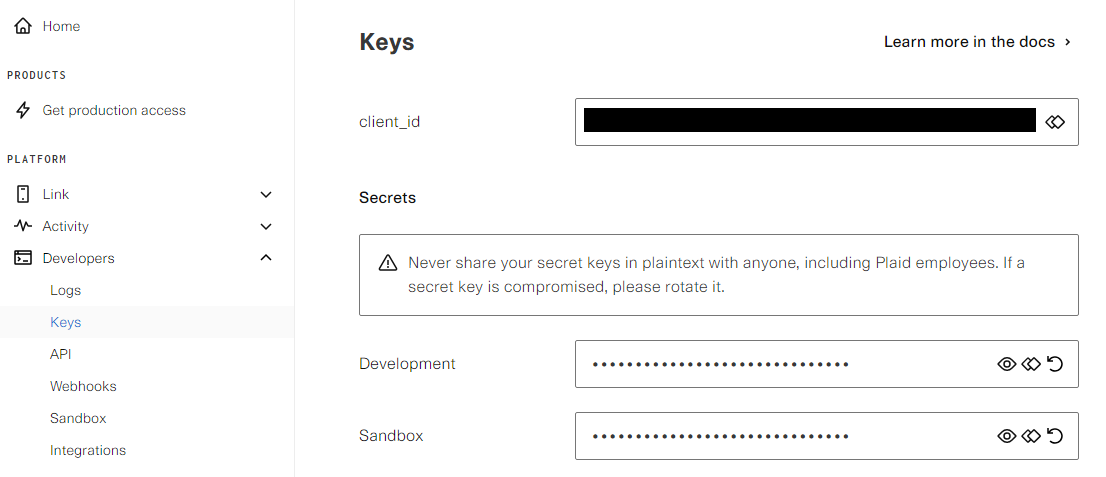 Home
PRODUCTS
Get production access
PLATFORM
Link
Activity
Developers
Logs
Keys
API
Webhooks
Sandbox
Integrations
Keys
Learn more in the docs
client_id
Secrets
Never share your secret keys in plaintext with anyone, including Plaid employees. If a
secret key is compromised, please rotate it.
Development
Sandbox